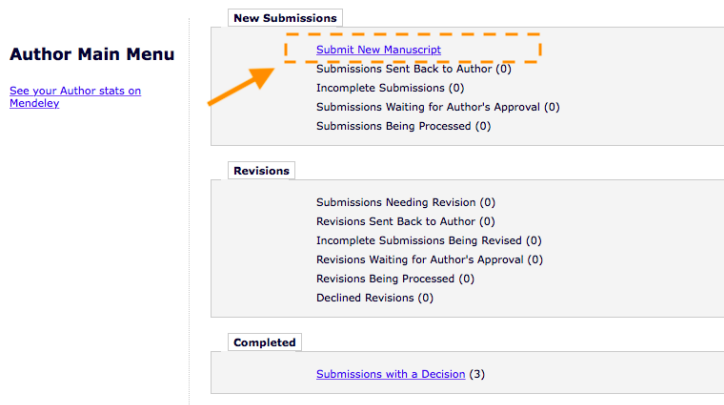 Author Main Menu
See your Author stats on
Mendeley
New Submissions
Submit New Manuscript
Submissions Sent Back to Author (0)
Incomplete Submissions (0)
Submissions Waiting for Author's Approval (0)
Submissions Being Processed (0)
Revisions
Submissions Needing Revision (0)
Revisions Sent Back to Author (0)
Incomplete Submissions Being Revised (0)
Revisions Waiting for Author's Approval (0)
Revisions Being Processed (0)
Declined Revisions (0)
Completed
Submissions with a Decision (3)